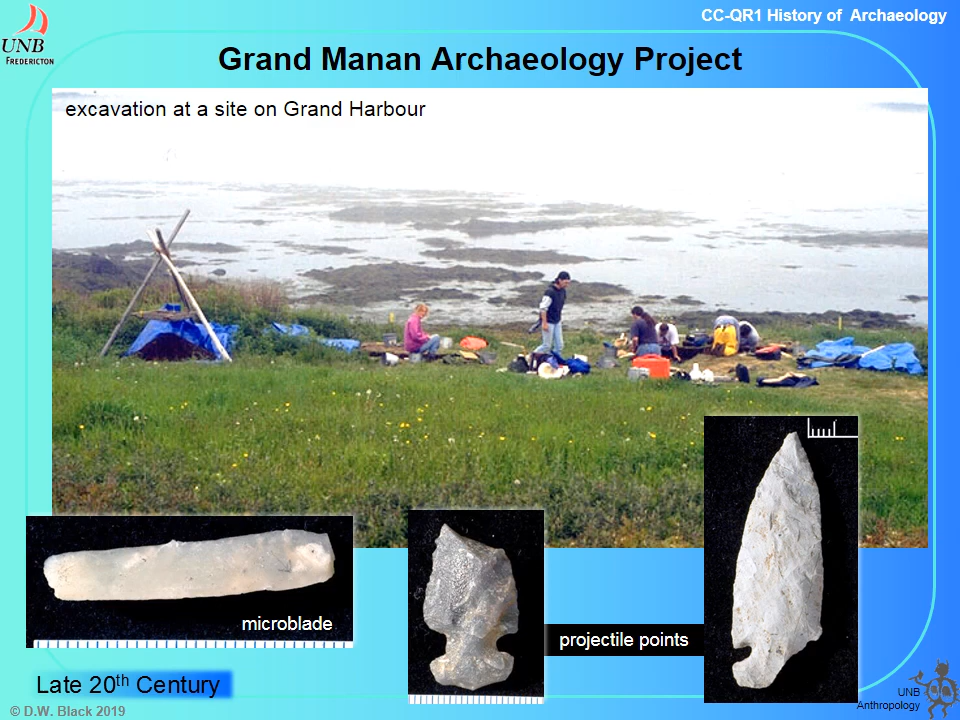 CC-QR1 History of Archaeology
UNB
FREDERICTON
Grand Manan Archaeology Project
excavation at a site on Grand Harbour
microblade
projectile points
Late 20th Century
UNB
Anthropology
© D.W. Black 2019